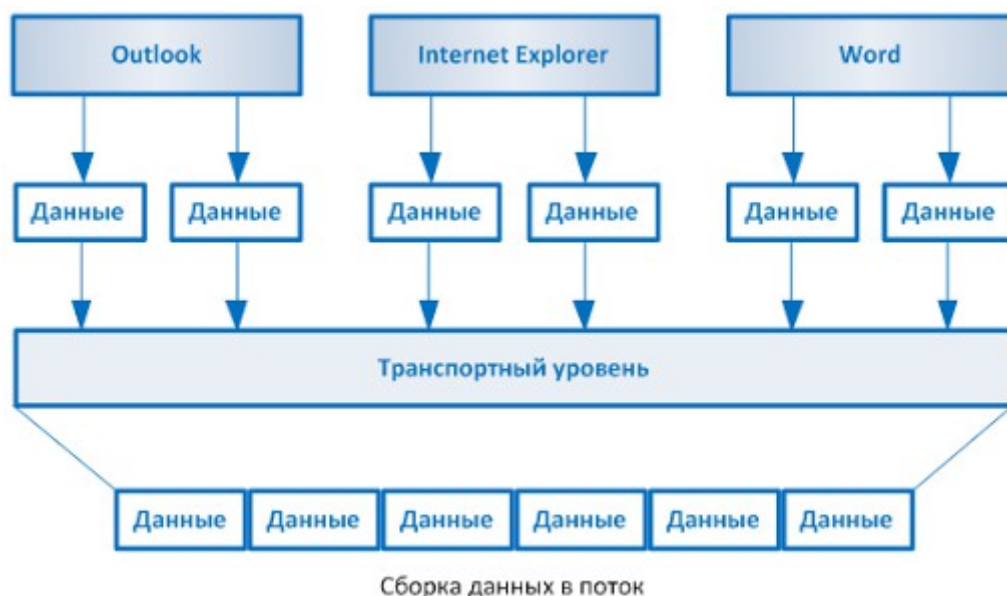 Outlook
Internet Explorer
Word
Данные
Данные
Данные
Данные
Данные
Данные
Транспортный уровень
Данные
Данные
Данные
Данные
Данные
Данные
Сборка данных в поток